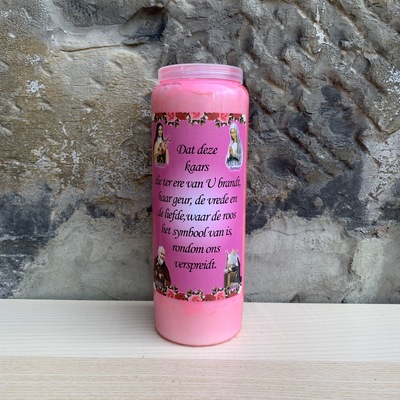 Dat deze
kaars
die ter ere van U brandt,
haar geur, de vrede en
de liefde,waar de roos
het symbool van is,
rondom ons
verspreidt.